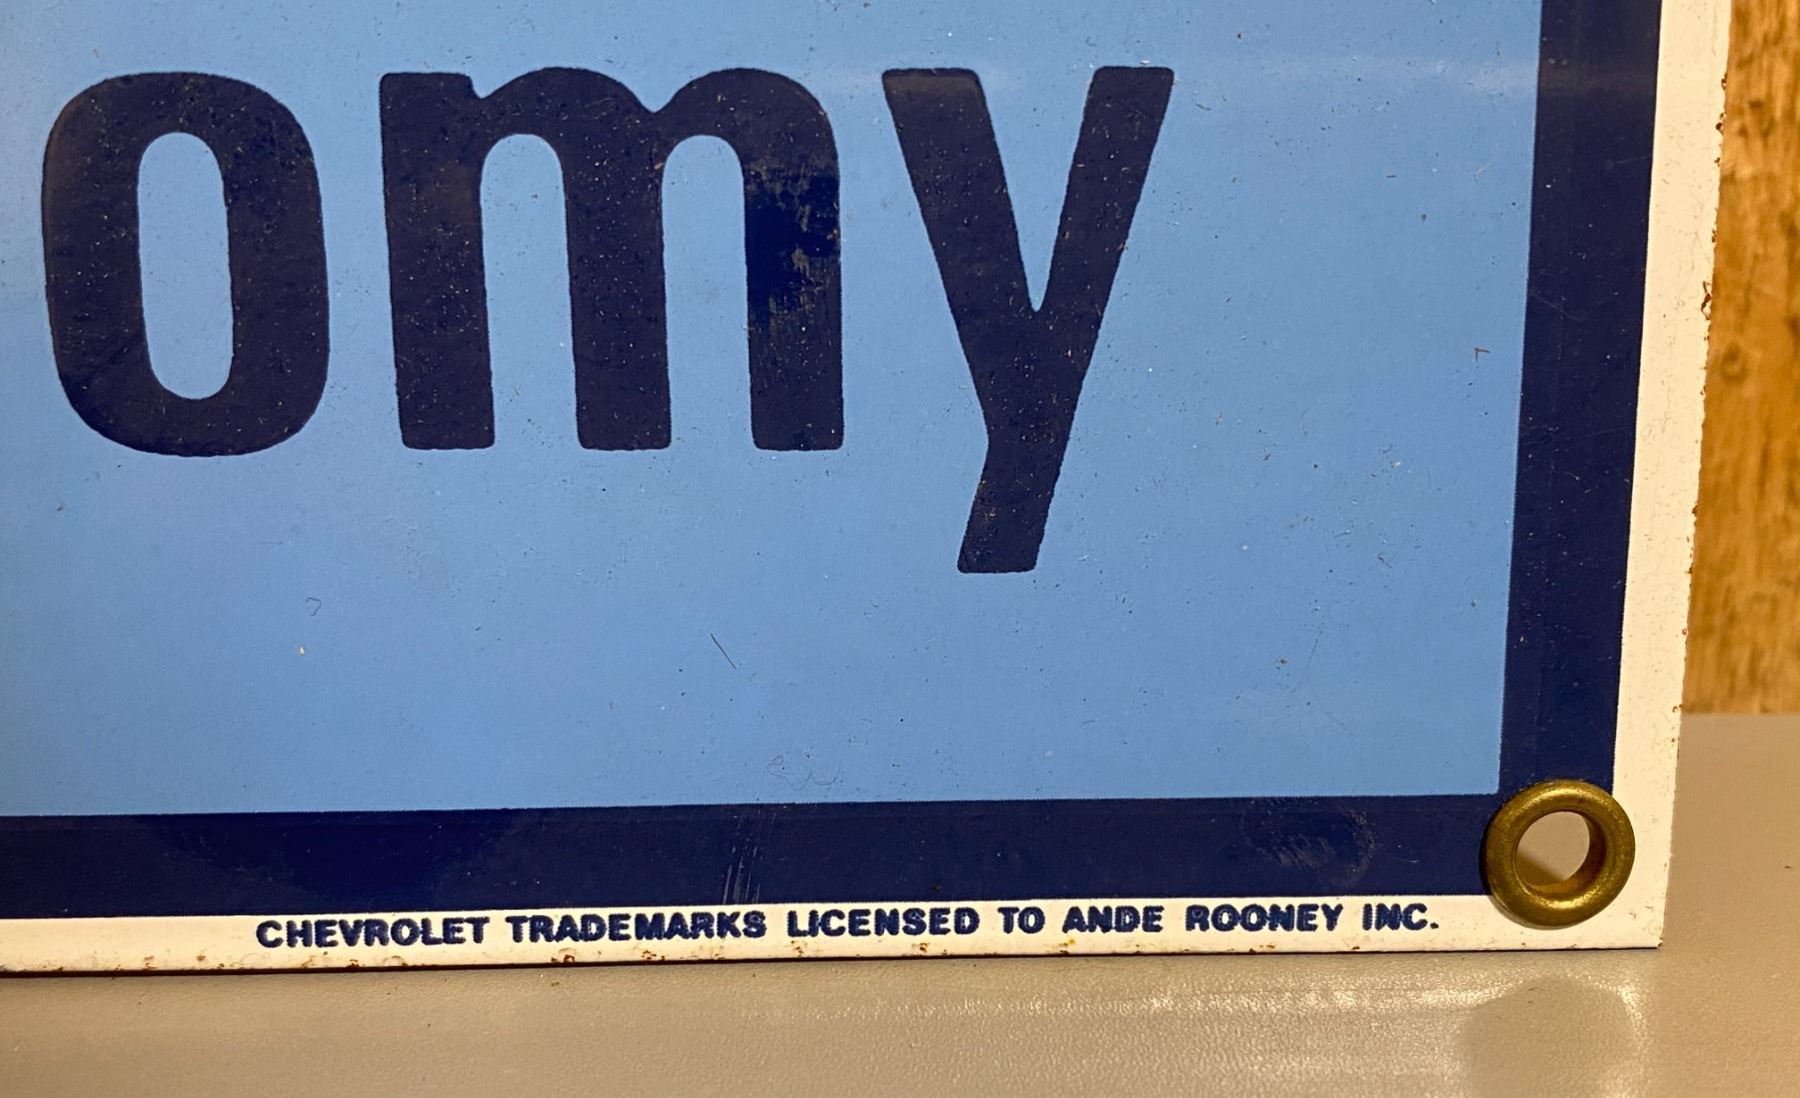 omy
CHEVROLET TRADEMARKS LICENSED TO ANDE ROONEY INC.